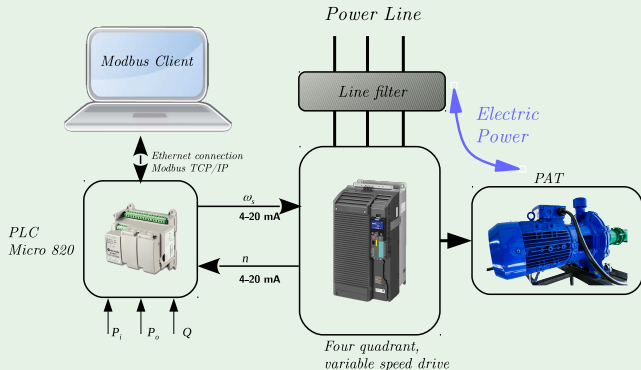 Power Line
Modbus Client
Line filter
Electric
Power
Ethernet connection
Modbus TCP/IP
PAT
PLC
Micro 820
ωs
4–20 mA
n
4–20 mA
Pi
Po
Q
Four quadrant,
variable speed drive